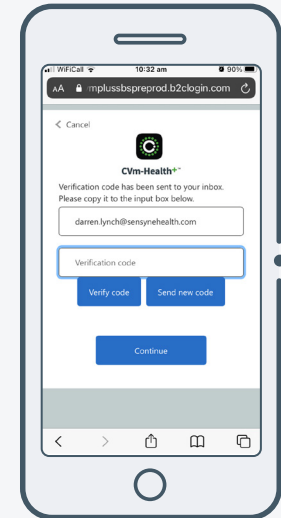 WiFiCall 10:32 am 90%
AA mplussbspreprod.b2clogin.com
Cancel
CVm-Health+
Verification code has been sent to your inbox.
Please copy it to the input box below.
darren.lynch@sensynehealth.com
Verification code
Verify code Send new code
Continue